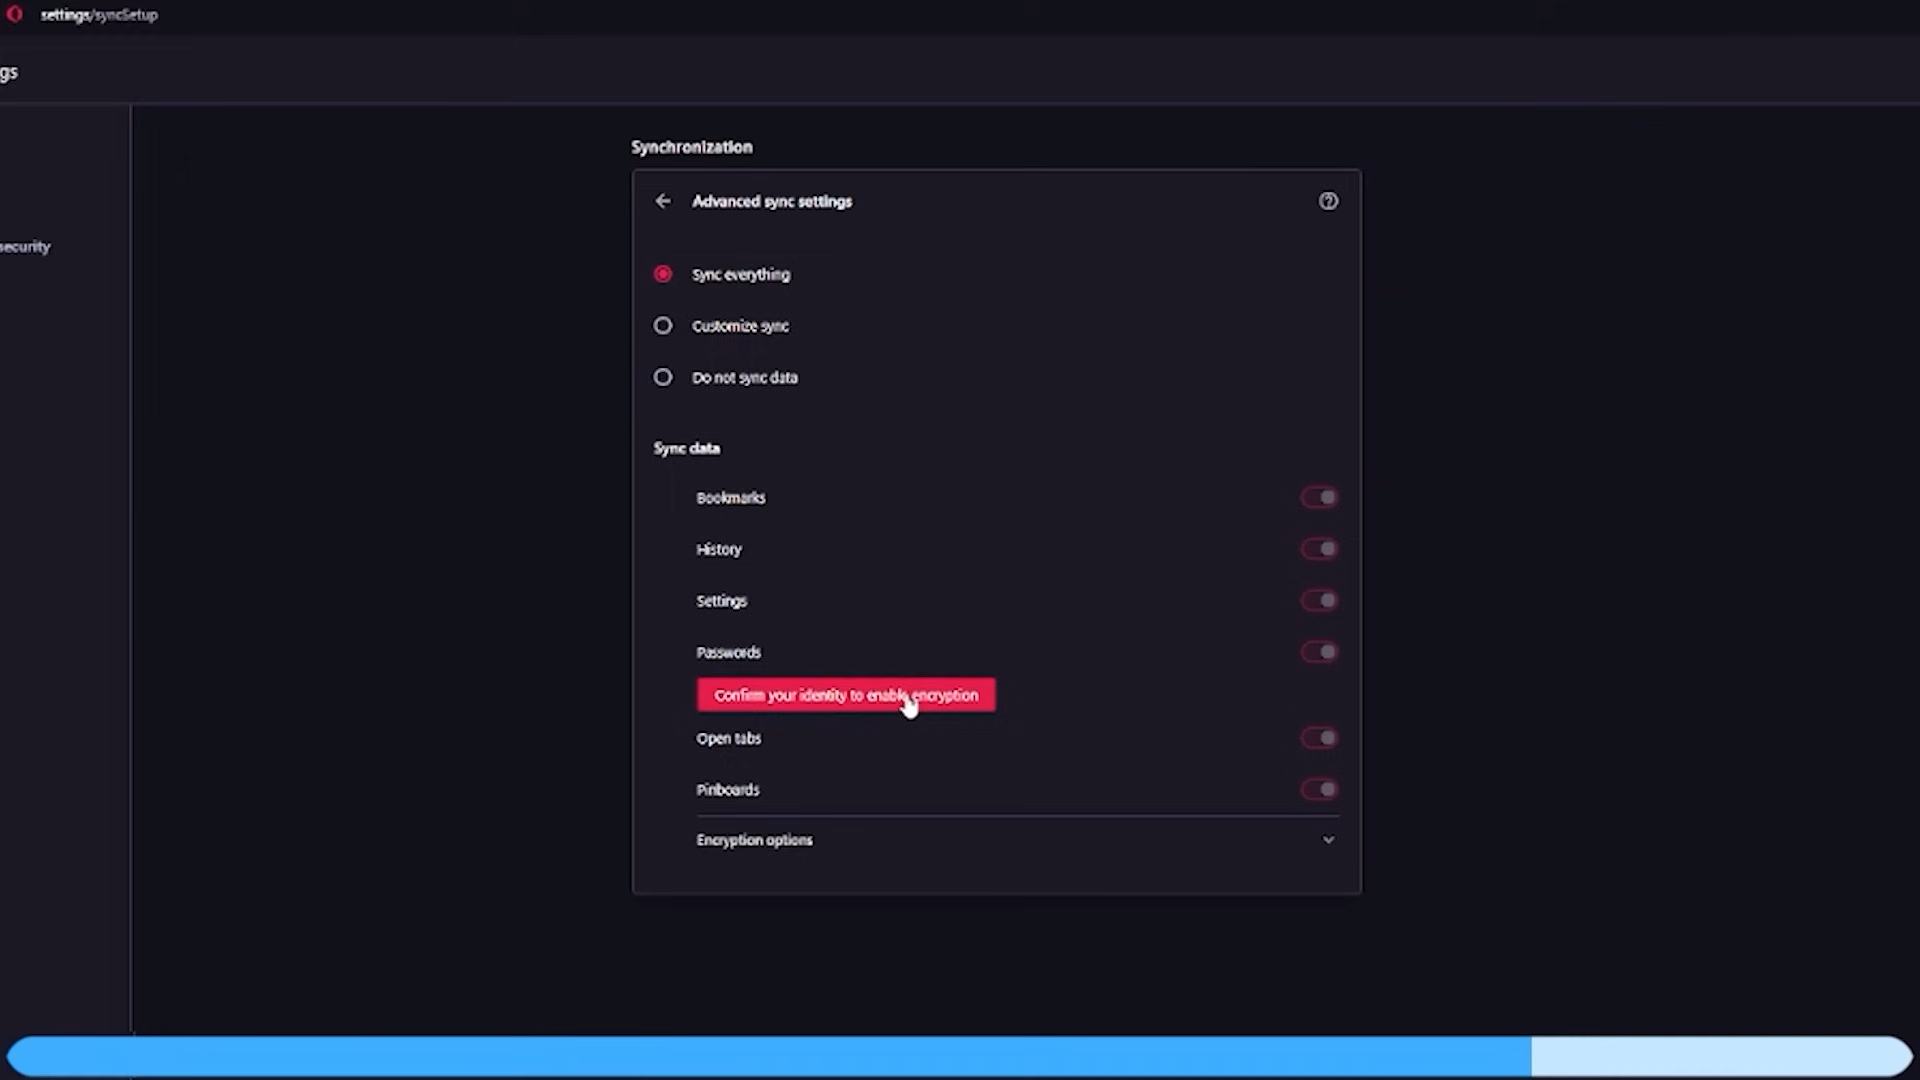 settings/syncSetup
gs
security
Synchronization
Advanced sync settings
Sync everything
Customize sync
Do not sync data
Sync data
Bookmarks
History
Settings
Passwords
Confirm your identity to enable encryption
Open tabs
Pinboards
Encryption options